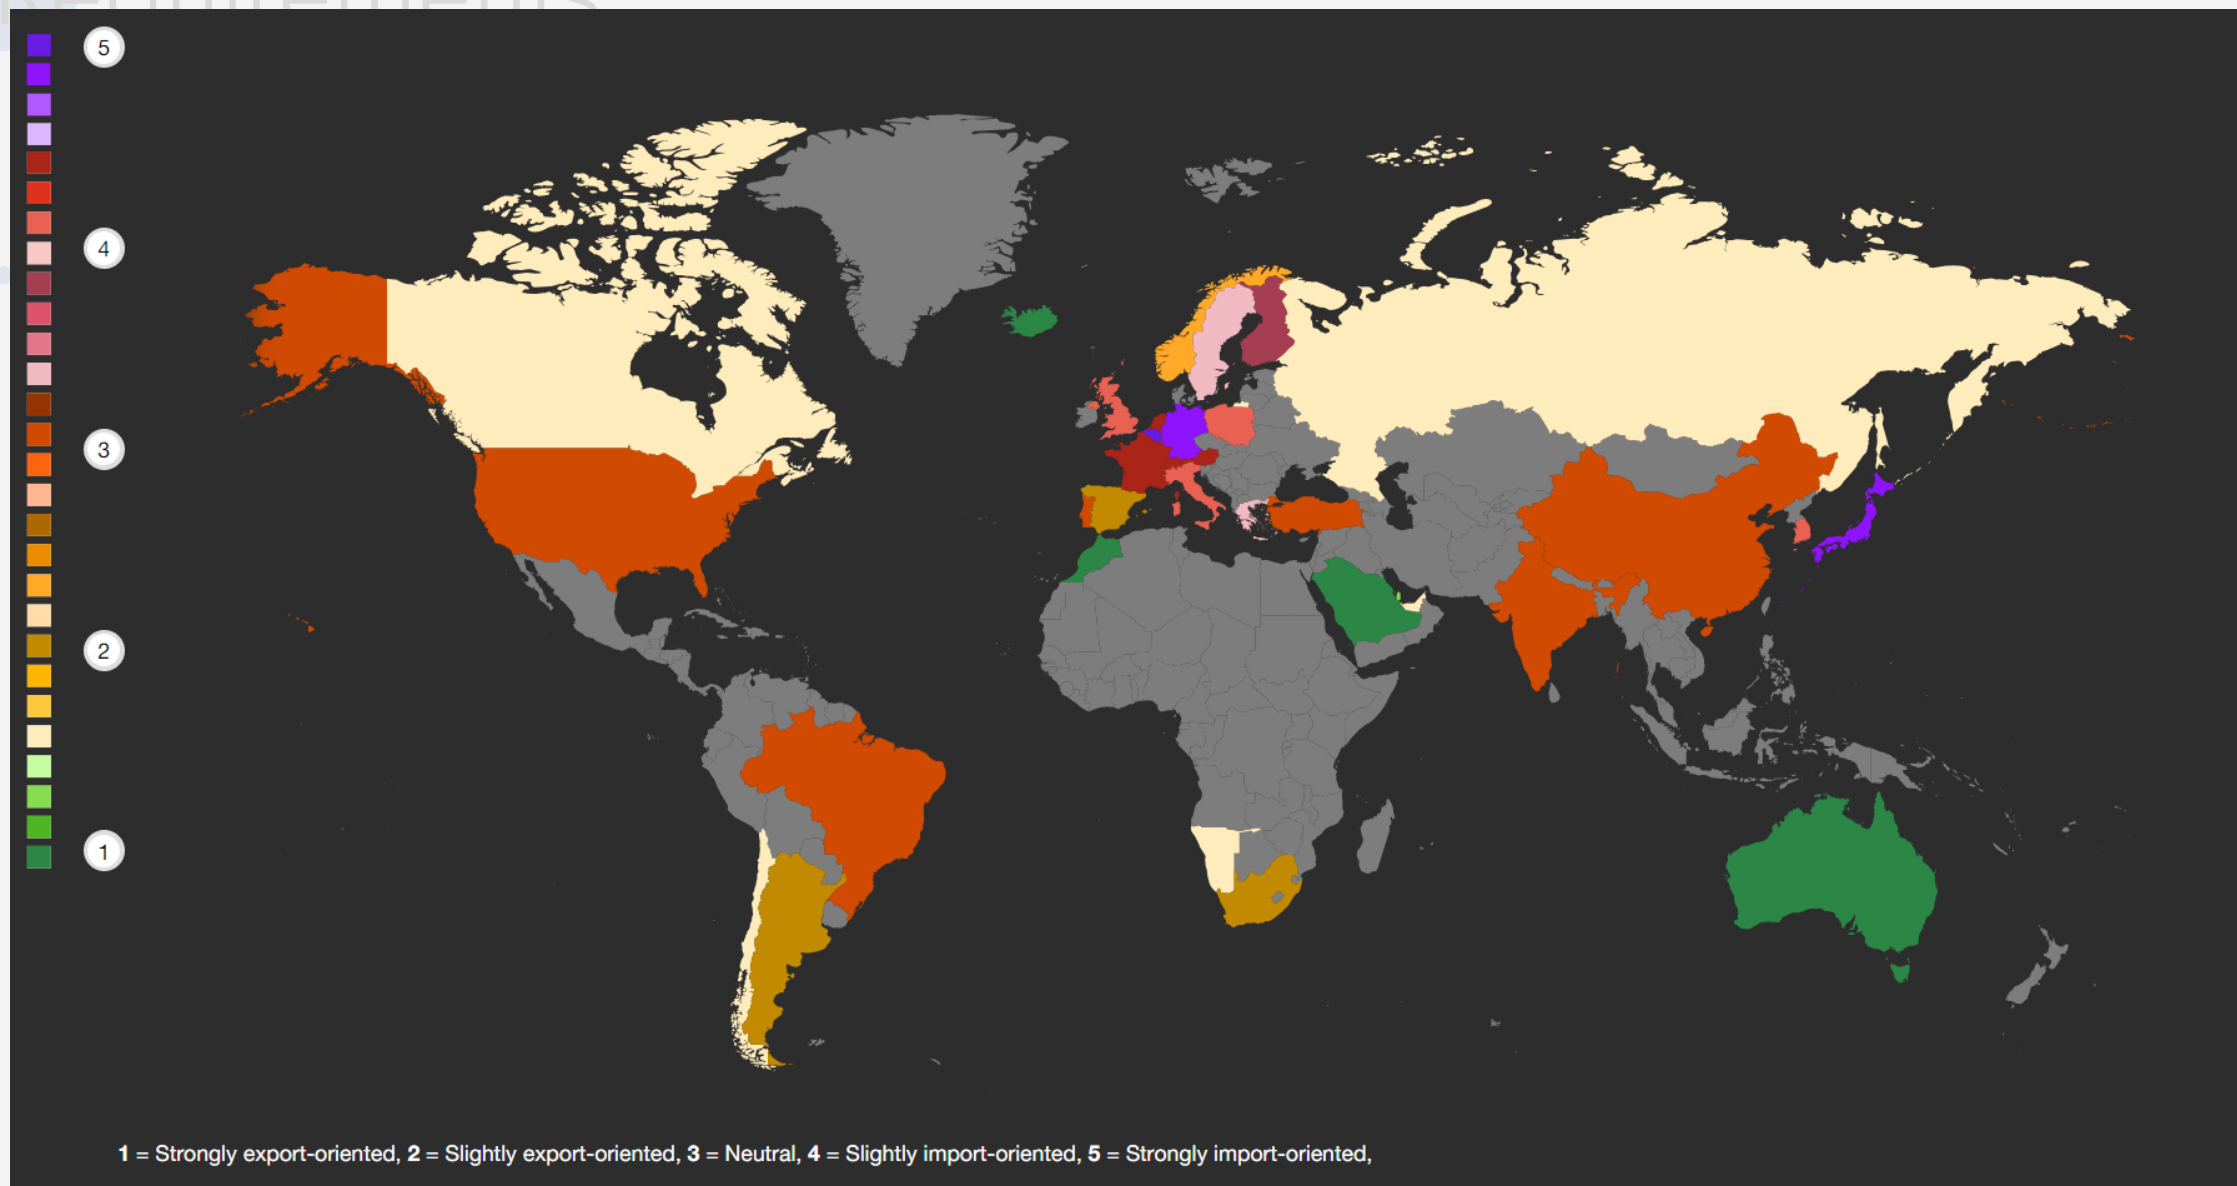 Requirements
5
4
3
2
1
1 = Strongly export-oriented, 2 = Slightly export-oriented, 3 = Neutral, 4 = Slightly import-oriented, 5 = Strongly import-oriented,